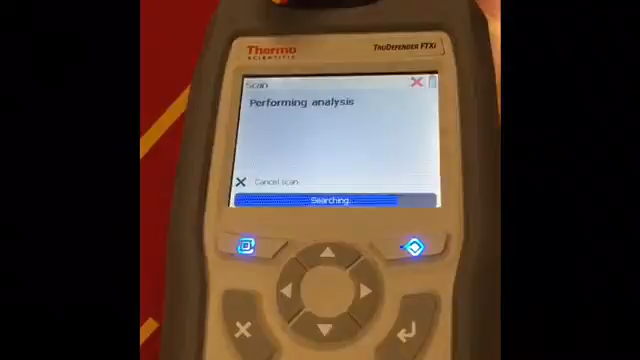 Thermo
SCIENTIFIC
TruDefender FTXi
Scan
Performing analysis
Cancel scan
Searching...